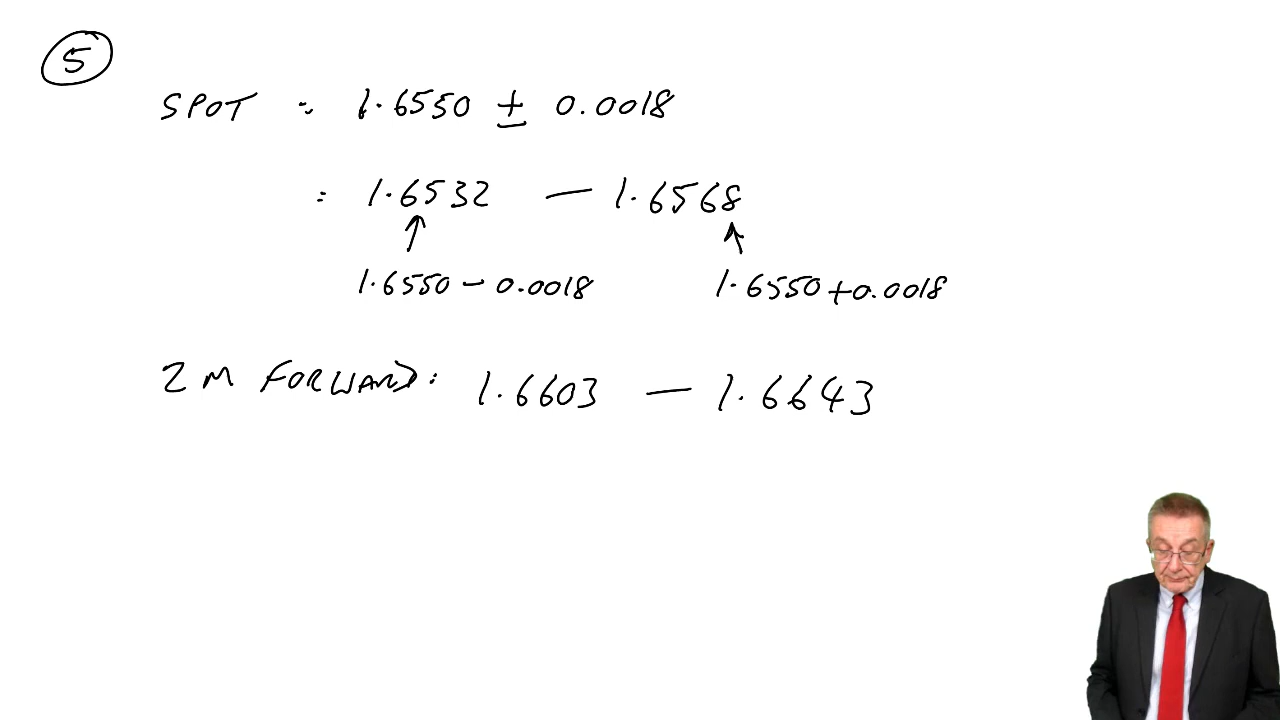 5
SPOT = 1.6550 ± 0.0018
= 1.6532 — 1.6568
↑ ↑
1.6550 - 0.0018 1.6550 + 0.0018
2 M FORWARD: 1.6603 — 1.6643